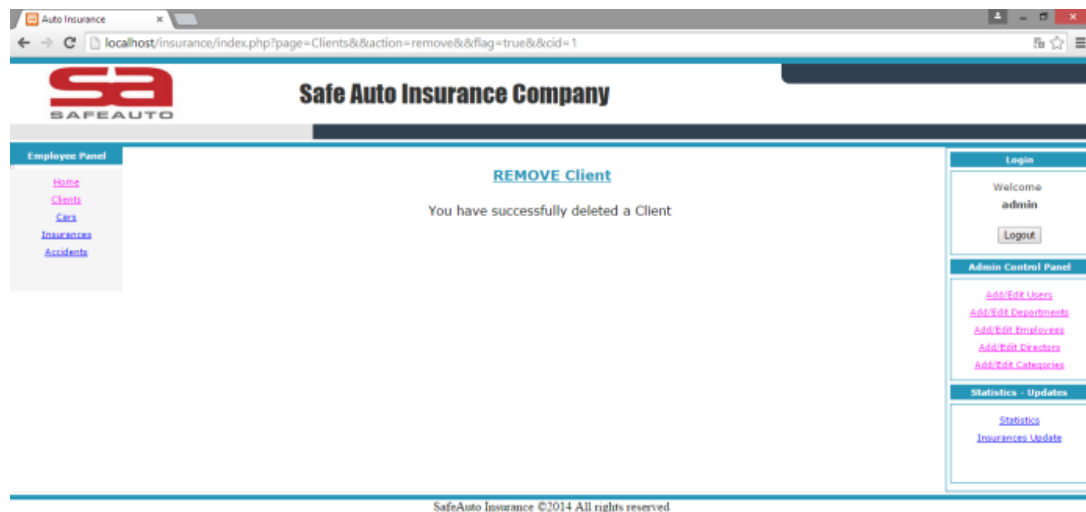 Auto Insurance
localhost/insurance/index.php?page=Clients&&action=remove&&flag=true&&cid=1
sa
SAFEAUTO
Safe Auto Insurance Company
Employee Panel
Home
Clients
Cars
Insurances
Accidents
REMOVE Client
You have successfully deleted a Client
Login
Welcome
admin
Logout
Admin Control Panel
Add/Edit Users
Add/Edit Departments
Add/Edit Employees
Add/Edit Directors
Add/Edit Categories
Statistics - Updates
Statistics
Insurances Update
SafeAuto Insurance ©2014 All rights reserved